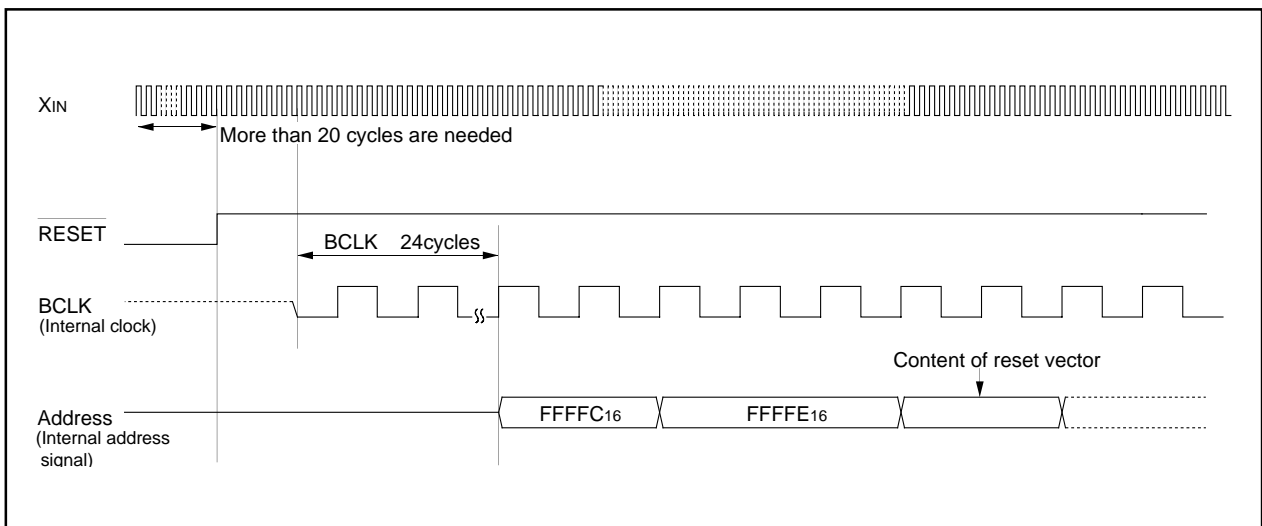 XIN
More than 20 cycles are needed
RESET
BCLK 24cycles
BCLK
(Internal clock)
Content of reset vector
Address
(Internal address
signal)
FFFFC16
FFFFE16